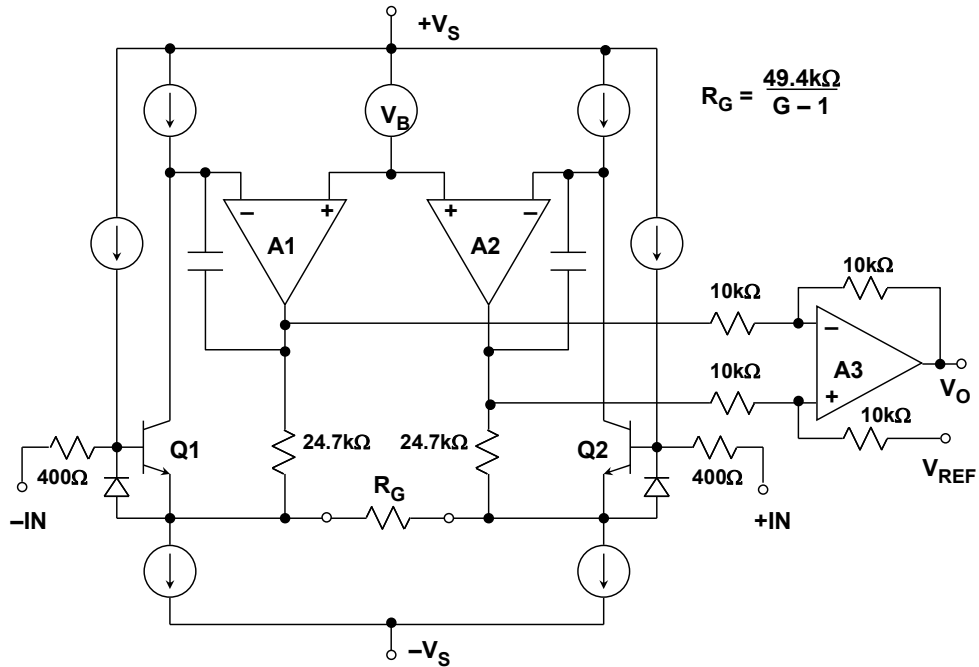 +VS
RG = 49.4kΩ / G – 1
VB
– +
A1
+ –
A2
10kΩ
10kΩ
–
A3
+
VO
10kΩ
10kΩ
VREF
Q1
24.7kΩ
24.7kΩ
Q2
400Ω
400Ω
–IN
RG
+IN
–VS